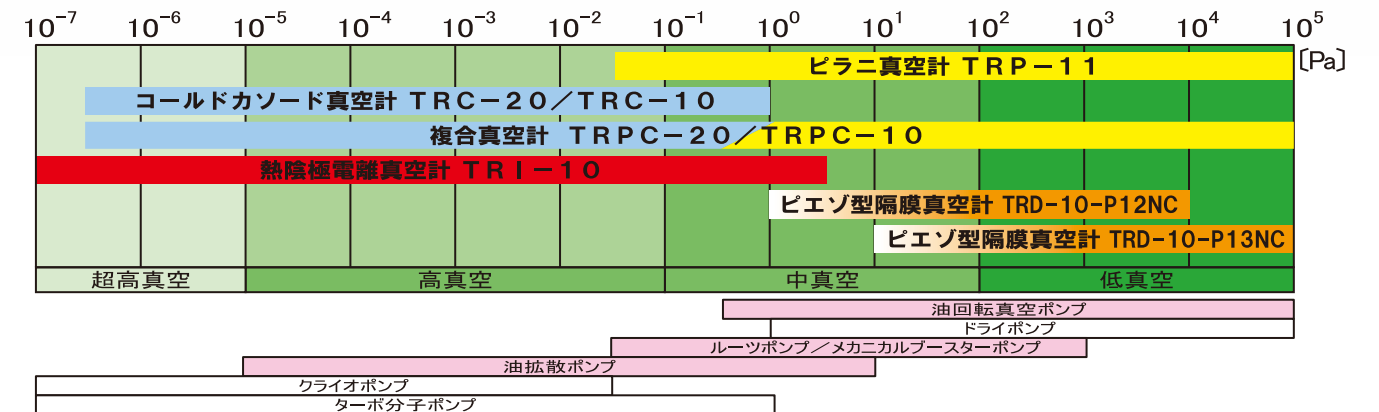 10⁻⁷ 10⁻⁶ 10⁻⁵ 10⁻⁴ 10⁻³ 10⁻² 10⁻¹ 10⁰ 10¹ 10² 10³ 10⁴ 10⁵
ピラニ真空計 TRP−11 〔Pa〕
コールドカソード真空計 TRC−20／TRC−10
複合真空計 TRPC−20／TRPC−10
熱陰極電離真空計 TRI−10
ピエゾ型隔膜真空計 TRD-10-P12NC
ピエゾ型隔膜真空計 TRD-10-P13NC
超高真空 高真空 中真空 低真空
油回転真空ポンプ
ドライポンプ
ルーツポンプ／メカニカルブースターポンプ
油拡散ポンプ
クライオポンプ
ターボ分子ポンプ